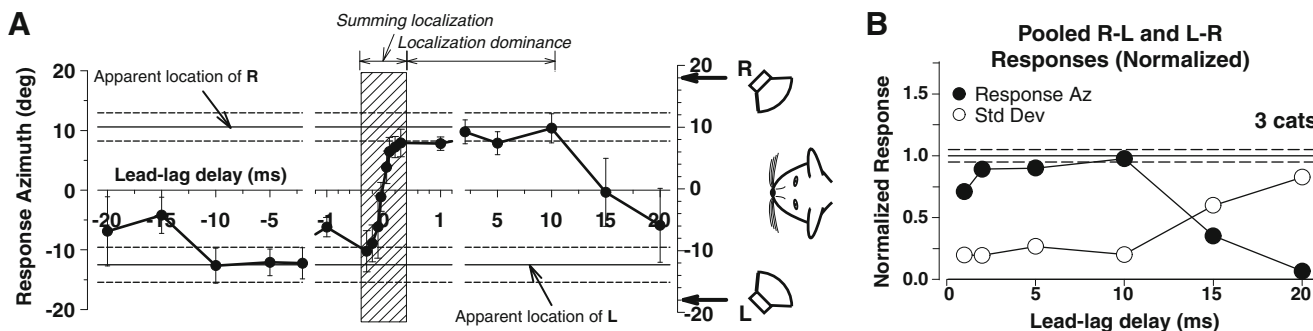 A
Summing localization
Localization dominance
Response Azimuth (deg)
20
10
0
-10
-20
Apparent location of R
Lead-lag delay (ms)
-20
-15
-10
-5
-1
0
1
5
10
15
20
Apparent location of L
20
10
0
-10
-20
R
L
B
Pooled R-L and L-R
Responses (Normalized)
Normalized Response
1.5
1.0
0.5
0.0
Response Az
Std Dev
3 cats
0
5
10
15
20
Lead-lag delay (ms)